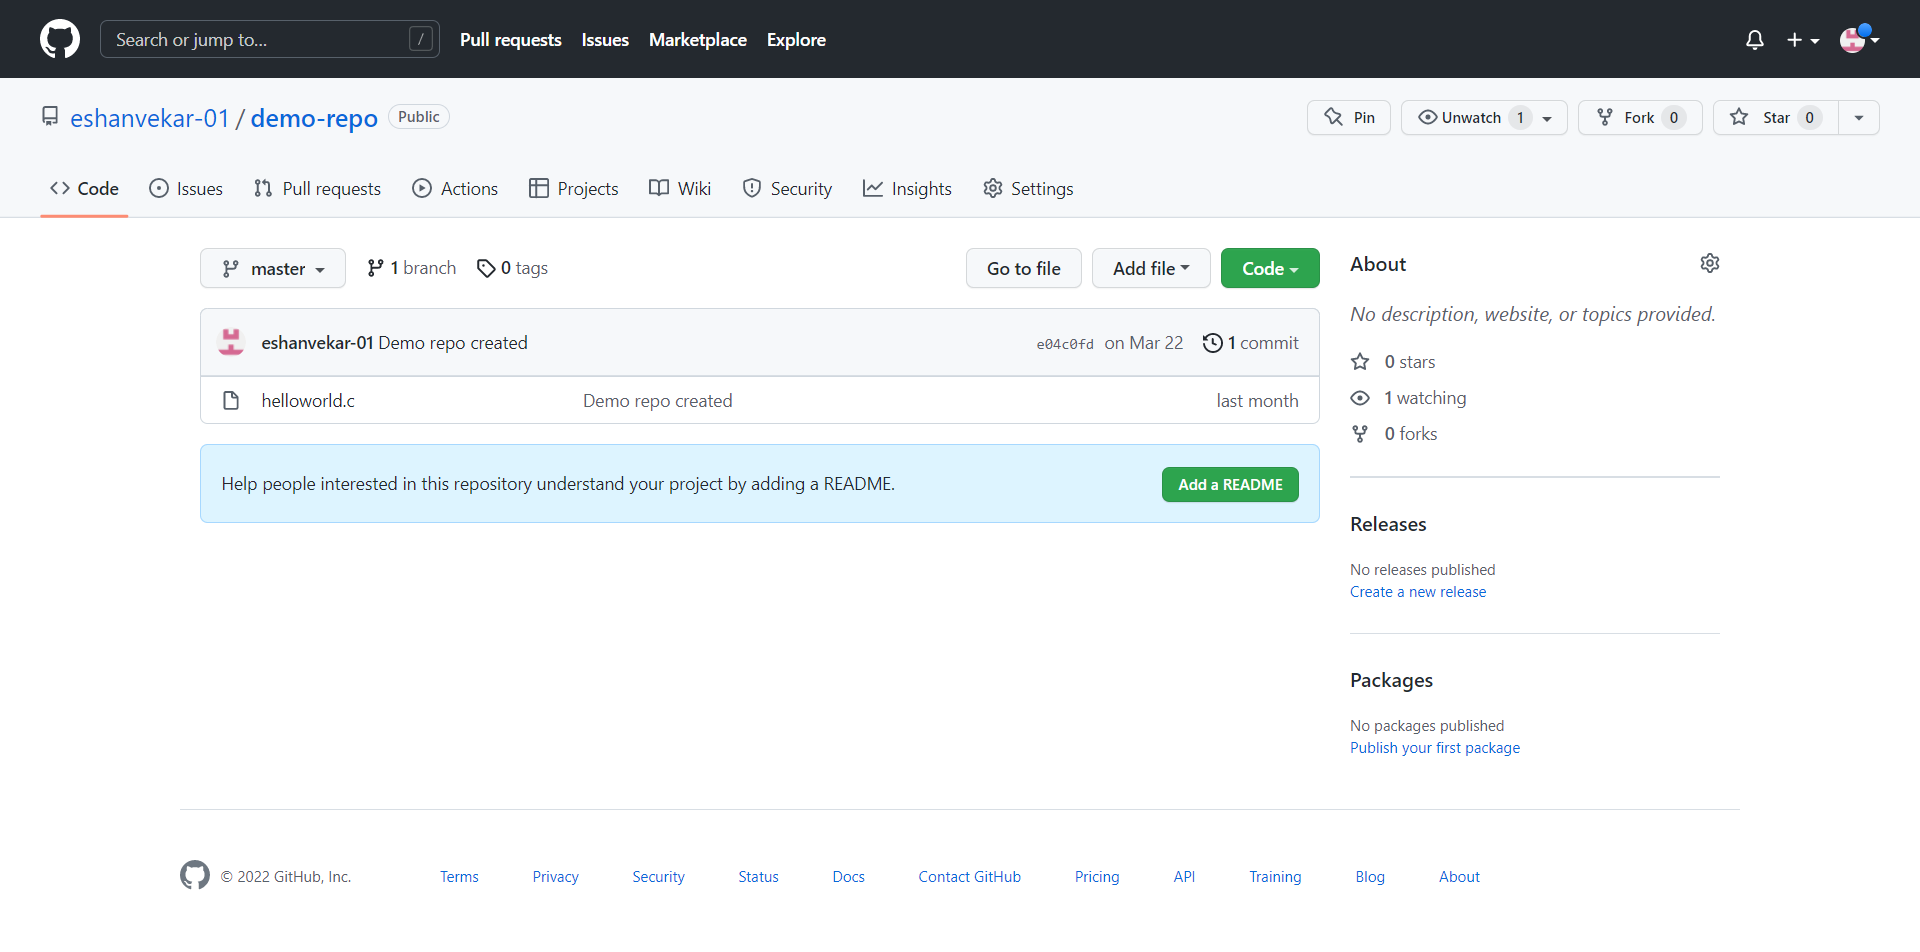 Search or jump to... /
Pull requests Issues Marketplace Explore
eshanvekar-01 / demo-repo Public
Pin Unwatch 1 Fork 0 Star 0
Code Issues Pull requests Actions Projects Wiki Security Insights Settings
master 1 branch 0 tags Go to file Add file Code
eshanvekar-01 Demo repo created e04c0fd on Mar 22 1 commit
helloworld.c Demo repo created last month
Help people interested in this repository understand your project by adding a README. Add a README
About
No description, website, or topics provided.
0 stars
1 watching
0 forks
Releases
No releases published
Create a new release
Packages
No packages published
Publish your first package
© 2022 GitHub, Inc. Terms Privacy Security Status Docs Contact GitHub Pricing API Training Blog About